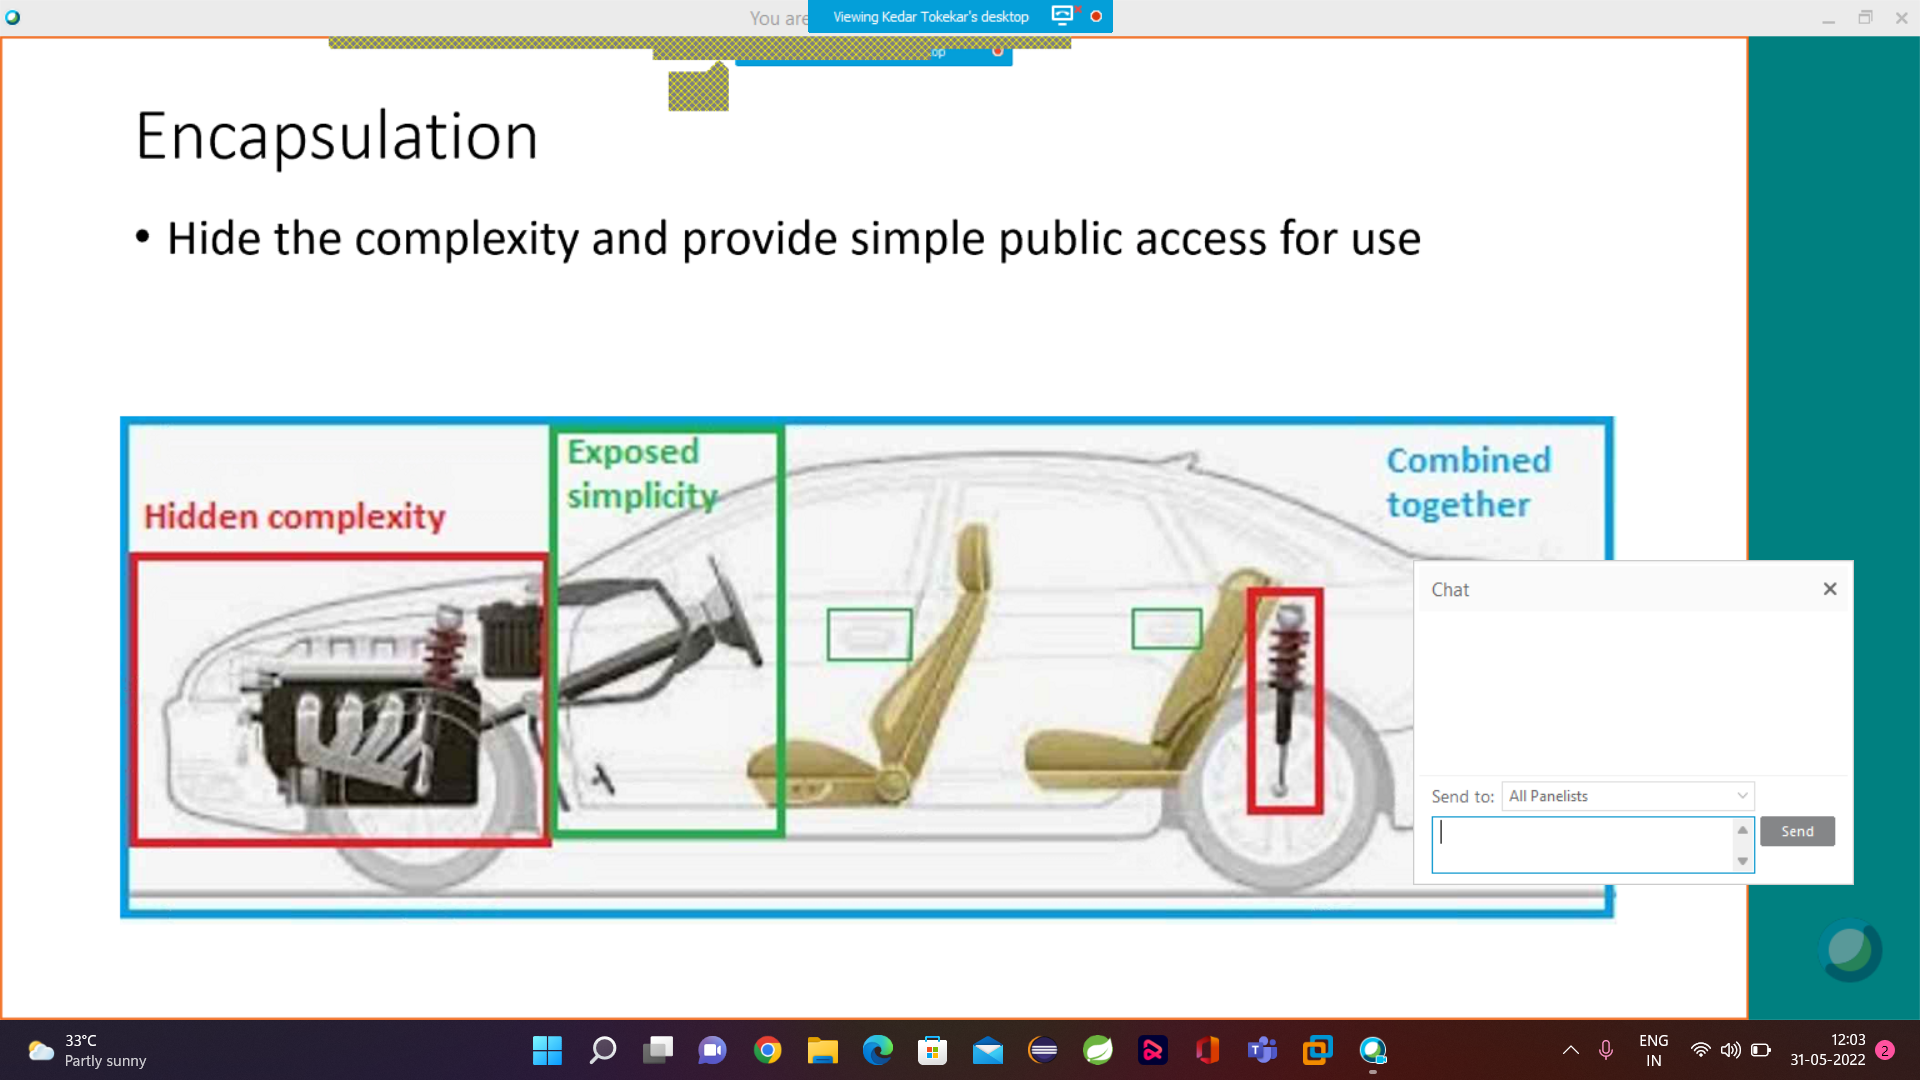 You are
Viewing Kedar Tokekar's desktop
op
Encapsulation
• Hide the complexity and provide simple public access for use
Exposed
simplicity
Combined
together
Hidden complexity
Chat
Send to: All Panelists
Send
33°C
Partly sunny
ENG
IN
12:03
31-05-2022
2